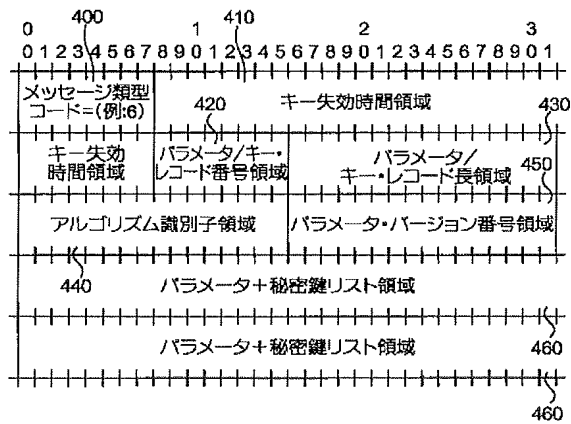 400 410
0 1 2 3
0 1 2 3 4 5 6 7 8 9 0 1 2 3 4 5 6 7 8 9 0 1 2 3 4 5 6 7 8 9 0 1
メッセージ類型
コード=(例:6)
キー失効時間領域
420
430
キー失効
時間領域
パラメータ/キー・
レコード番号領域
パラメータ/
キー・レコード長領域
450
アルゴリズム識別子領域
パラメータ・バージョン番号領域
440
パラメータ+秘密鍵リスト領域
パラメータ+秘密鍵リスト領域
460
460